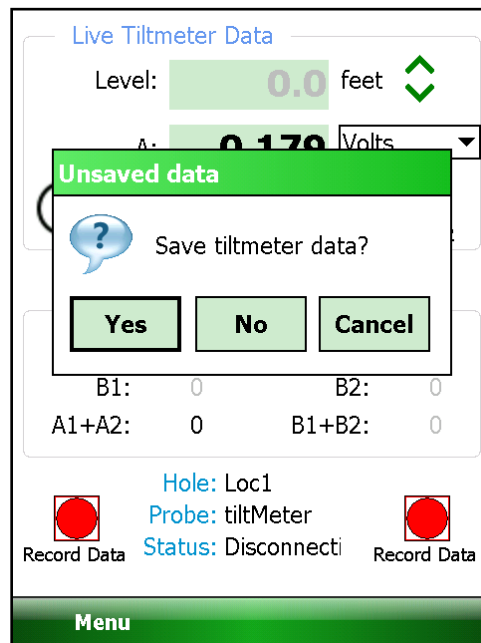 Live Tiltmeter Data
Level: 0.0 feet
A: 0.179 Volts
Unsaved data
Save tiltmeter data?
Yes No Cancel
B1: 0 B2: 0
A1+A2: 0 B1+B2: 0
Hole: Loc1
Probe: tiltMeter
Status: Disconnecti
Record Data Record Data
Menu